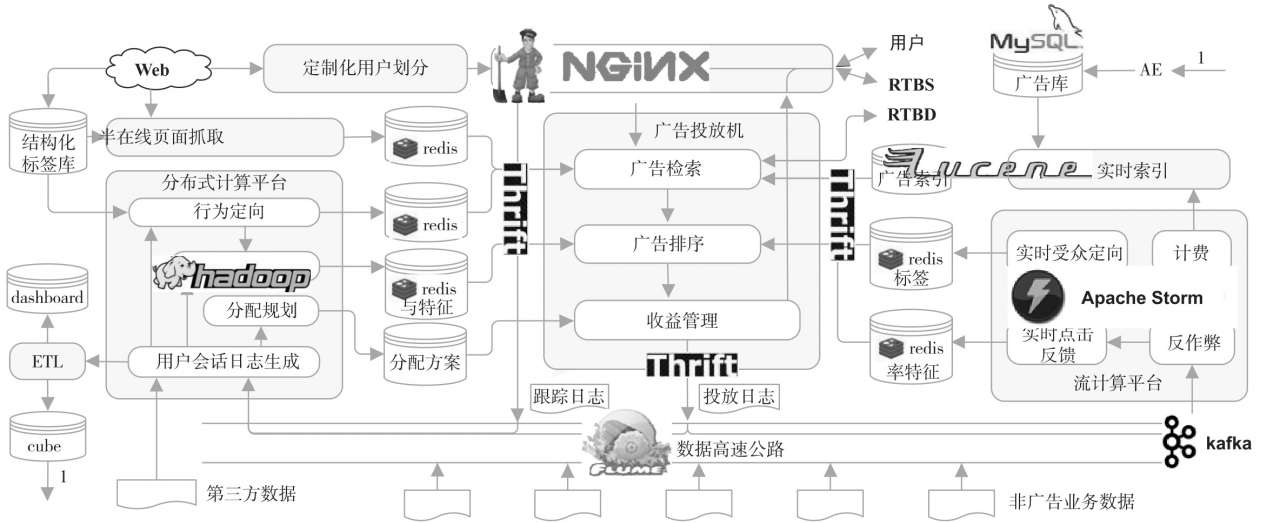 用户
MySQL
Web
定制化用户划分
NGiNX
RTBS
广告库
AE
1
RTBD
结构化
标签库
半在线页面抓取
redis
广告投放机
广告检索
Thrift
Thrift
广告索引
Lucene
实时索引
分布式计算平台
行为定向
redis
广告排序
redis
标签
实时受众定向
计费
hadoop
redis
与特征
dashboard
分配规划
收益管理
Apache Storm
ETL
用户会话日志生成
分配方案
redis
率特征
实时点击
反馈
反作弊
Thrift
流计算平台
跟踪日志
投放日志
cube
FLUME
数据高速公路
kafka
1
第三方数据
非广告业务数据